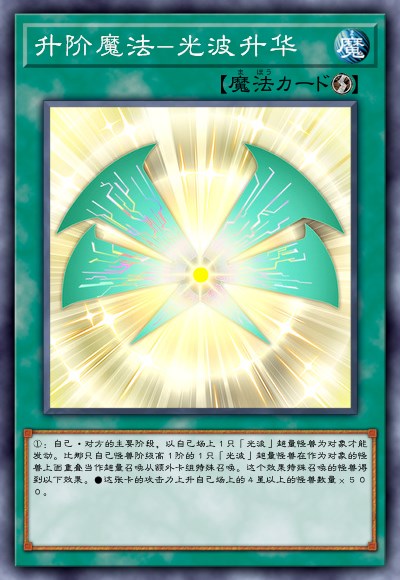 升阶魔法-光波升华
魔
【魔法カード】
まほう
①：自己·对方的主要阶段，以自己场上1只「光波」超量怪兽为对象才能
发动。比那只自己怪兽阶级高1阶的1只「光波」超量怪兽在作为对象的怪
兽上面重叠当作超量召唤从额外卡组特殊召唤。这个效果特殊召唤的怪兽得
到以下效果。●这张卡的攻击力上升自己场上的4星以上的怪兽数量×５０
０。